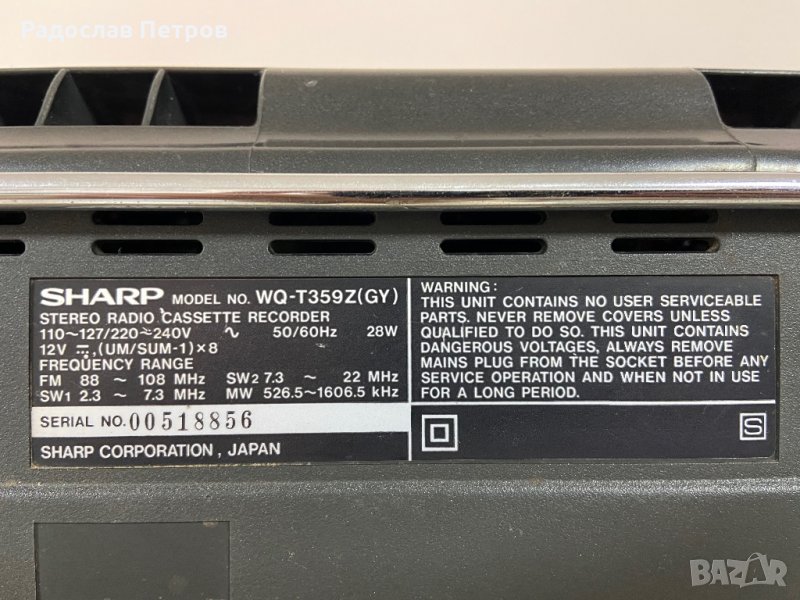 Радослав Петров
SHARP MODEL NO. WQ-T359Z(GY)
STEREO RADIO CASSETTE RECORDER
110~127/220~240V ∿ 50/60Hz 28W
12V ⎓,(UM/SUM-1)×8
FREQUENCY RANGE
FM 88 ~ 108 MHz SW2 7.3 ~ 22 MHz
SW1 2.3 ~ 7.3 MHz MW 526.5~1606.5 kHz
SERIAL NO. 00518856
SHARP CORPORATION, JAPAN
WARNING:
THIS UNIT CONTAINS NO USER SERVICEABLE
PARTS. NEVER REMOVE COVERS UNLESS
QUALIFIED TO DO SO. THIS UNIT CONTAINS
DANGEROUS VOLTAGES, ALWAYS REMOVE
MAINS PLUG FROM THE SOCKET BEFORE ANY
SERVICE OPERATION AND WHEN NOT IN USE
FOR A LONG PERIOD.
S
BAZAR